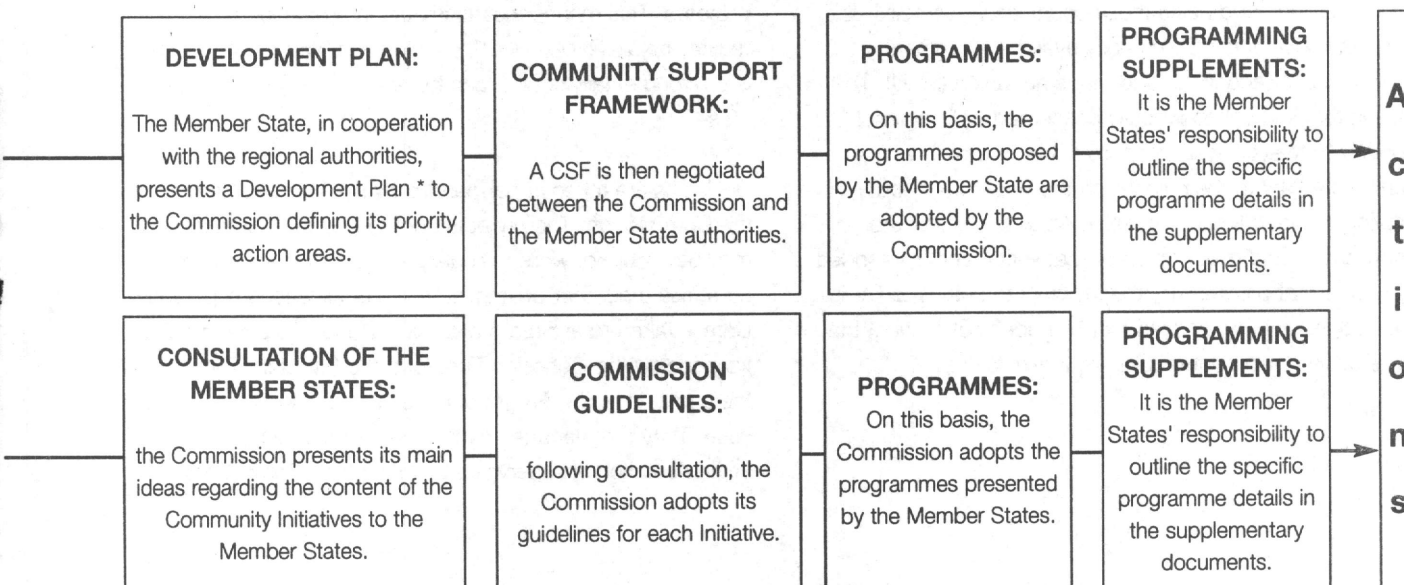 DEVELOPMENT PLAN:
The Member State, in cooperation
with the regional authorities,
presents a Development Plan * to
the Commission defining its priority
action areas.
COMMUNITY SUPPORT
FRAMEWORK:
A CSF is then negotiated
between the Commission and
the Member State authorities.
PROGRAMMES:
On this basis, the
programmes proposed
by the Member State are
adopted by the
Commission.
PROGRAMMING
SUPPLEMENTS:
It is the Member
States' responsibility to
outline the specific
programme details in
the supplementary
documents.
CONSULTATION OF THE
MEMBER STATES:
the Commission presents its main
ideas regarding the content of the
Community Initiatives to the
Member States.
COMMISSION
GUIDELINES:
following consultation, the
Commission adopts its
guidelines for each Initiative.
PROGRAMMES:
On this basis, the
Commission adopts the
programmes presented
by the Member States.
PROGRAMMING
SUPPLEMENTS:
It is the Member
States' responsibility to
outline the specific
programme details in
the supplementary
documents.
A
c
t
i
o
n
s